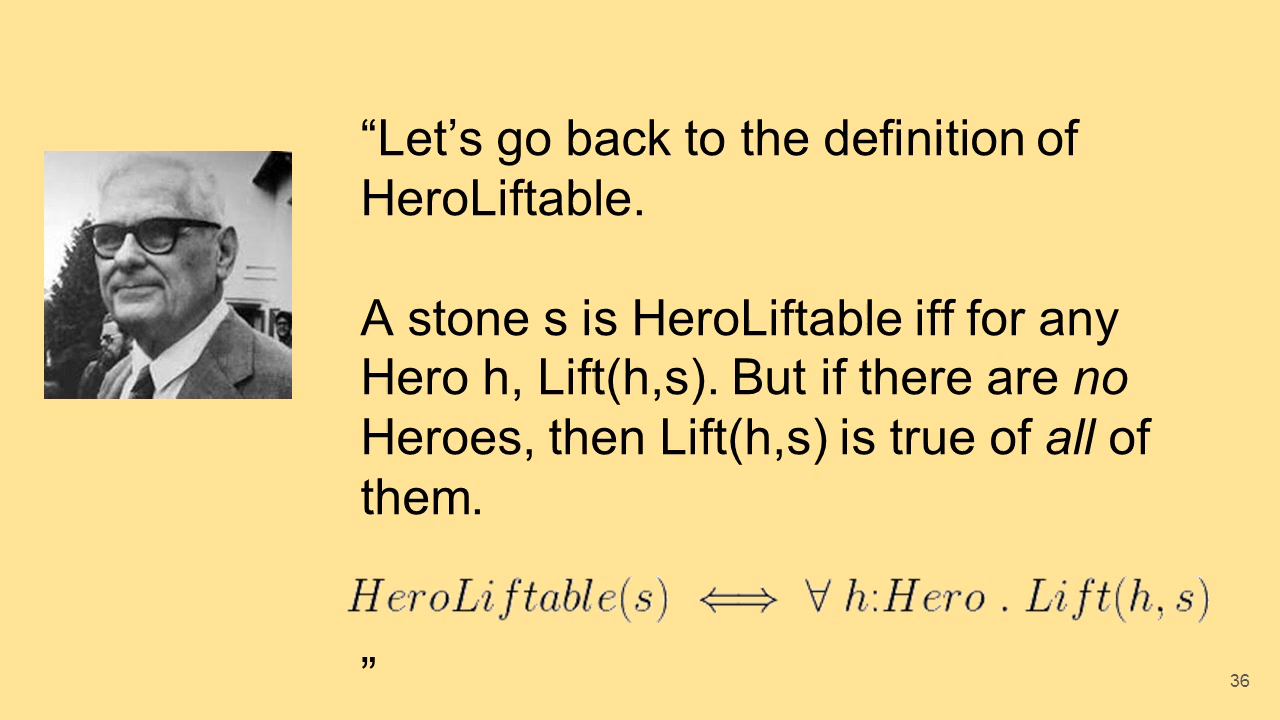 “Let’s go back to the definition of
HeroLiftable.
A stone s is HeroLiftable iff for any
Hero h, Lift(h,s). But if there are no
Heroes, then Lift(h,s) is true of all of
them.
HeroLiftable(s) ⟺ ∀ h:Hero . Lift(h, s)
”
36